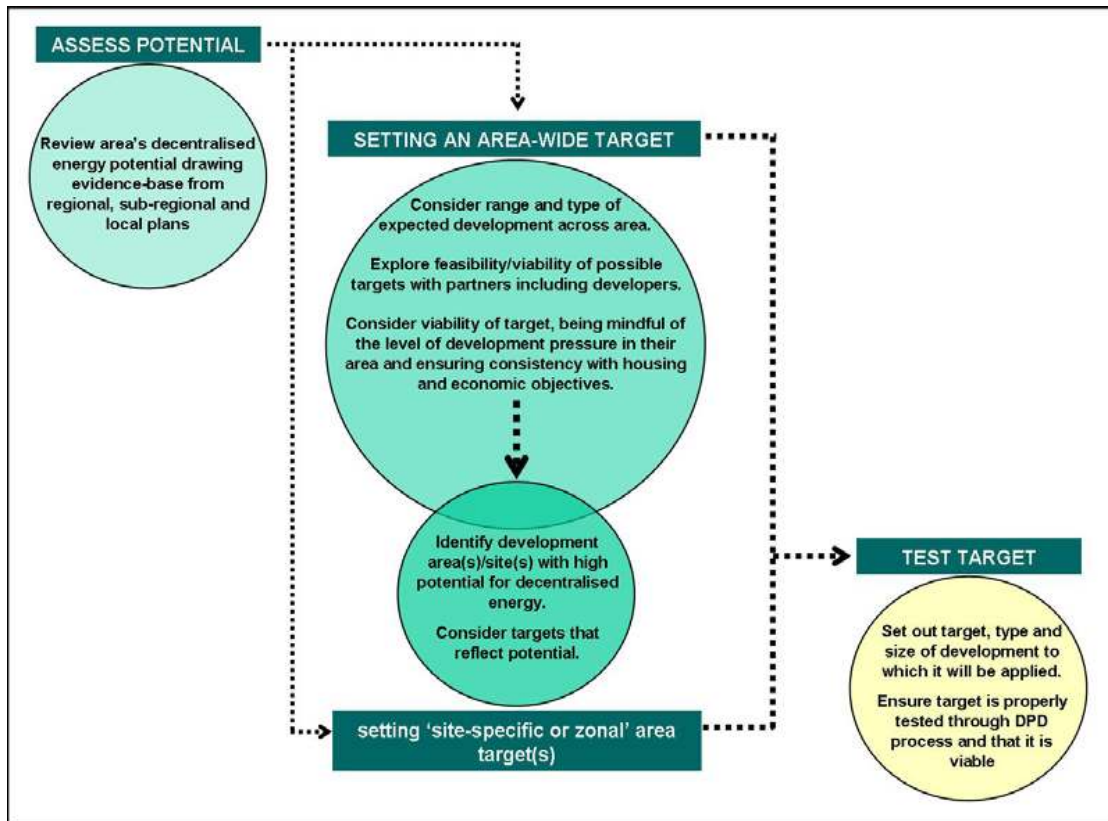 ASSESS POTENTIAL
Review area's decentralised
energy potential drawing
evidence-base from
regional, sub-regional and
local plans
SETTING AN AREA-WIDE TARGET
Consider range and type of
expected development across area.
Explore feasibility/viability of possible
targets with partners including developers.
Consider viability of target, being mindful of
the level of development pressure in their
area and ensuring consistency with housing
and economic objectives.
Identify development
area(s)/site(s) with high
potential for decentralised
energy.
Consider targets that
reflect potential.
setting 'site-specific or zonal' area
target(s)
TEST TARGET
Set out target, type and
size of development to
which it will be applied.
Ensure target is properly
tested through DPD
process and that it is
viable